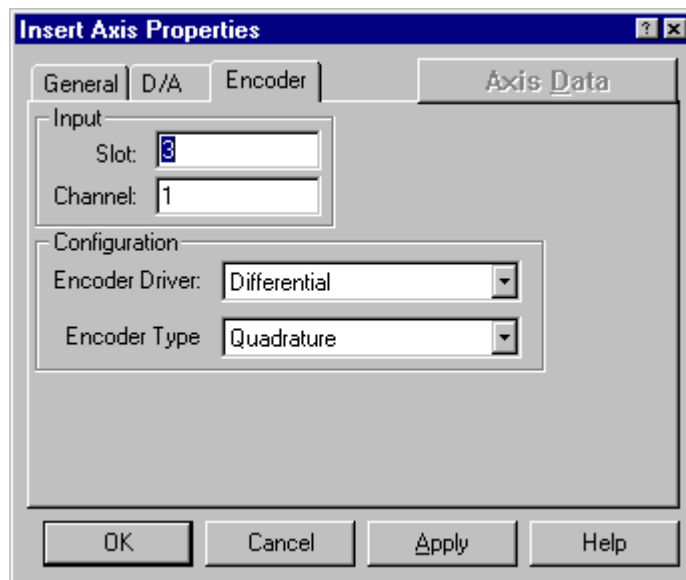 Insert Axis Properties
General D/A Encoder Axis Data
Input
Slot: 3
Channel: 1
Configuration
Encoder Driver: Differential
Encoder Type Quadrature
OK Cancel Apply Help